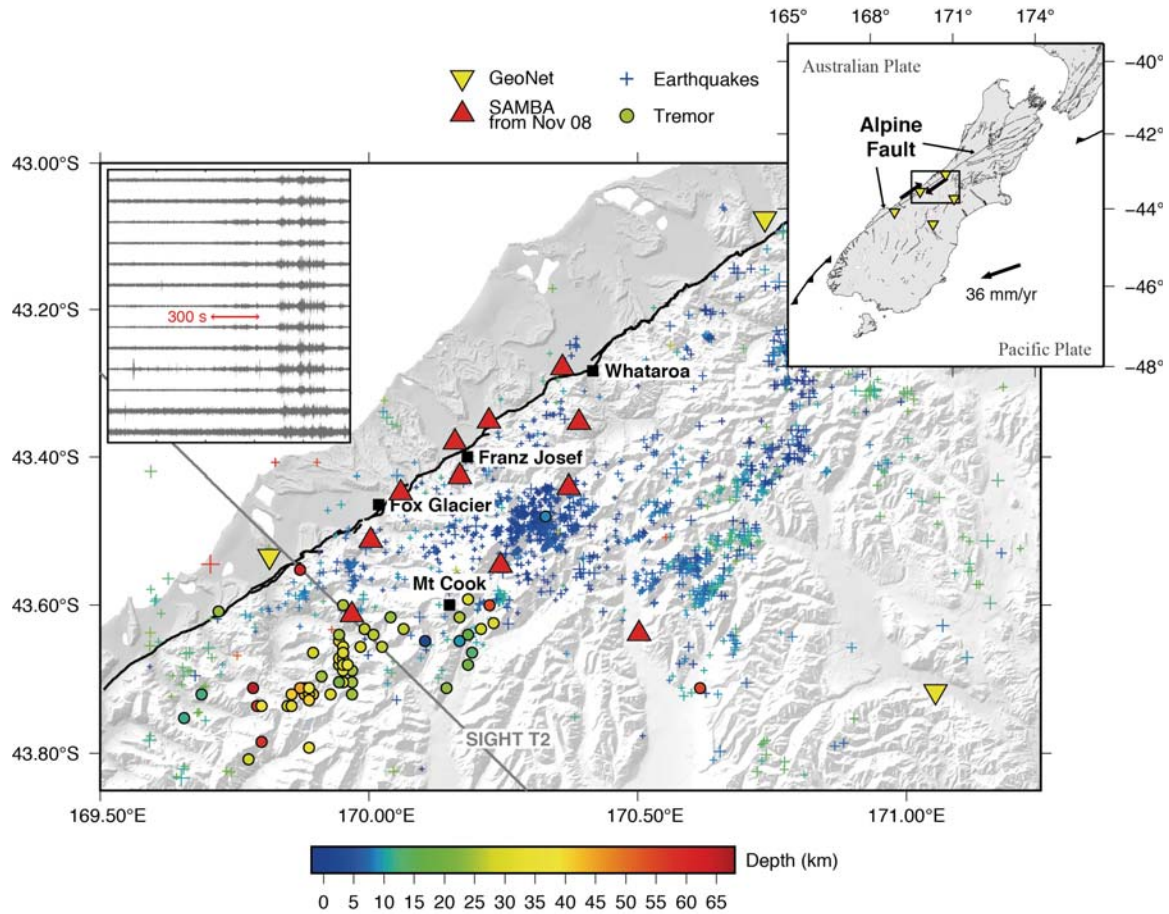 165° 168° 171° 174°
Australian Plate
−40°
GeoNet
Earthquakes
SAMBA
from Nov 08
Tremor
Alpine
Fault
−42°
43.00°S
−44°
300 s
43.20°S
−46°
36 mm/yr
Pacific Plate
−48°
Whataroa
43.40°S
Franz Josef
Fox Glacier
Mt Cook
43.60°S
SIGHT T2
43.80°S
169.50°E 170.00°E 170.50°E 171.00°E
Depth (km)
0 5 10 15 20 25 30 35 40 45 50 55 60 65